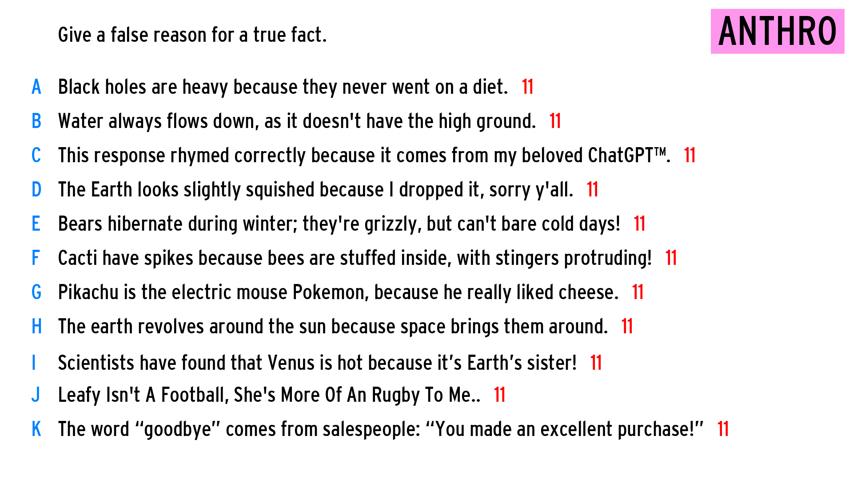 Give a false reason for a true fact.
ANTHRO
A Black holes are heavy because they never went on a diet. 11
B Water always flows down, as it doesn't have the high ground. 11
C This response rhymed correctly because it comes from my beloved ChatGPT™. 11
D The Earth looks slightly squished because I dropped it, sorry y'all. 11
E Bears hibernate during winter; they're grizzly, but can't bare cold days! 11
F Cacti have spikes because bees are stuffed inside, with stingers protruding! 11
G Pikachu is the electric mouse Pokemon, because he really liked cheese. 11
H The earth revolves around the sun because space brings them around. 11
I Scientists have found that Venus is hot because it’s Earth’s sister! 11
J Leafy Isn't A Football, She's More Of An Rugby To Me.. 11
K The word “goodbye” comes from salespeople: “You made an excellent purchase!” 11